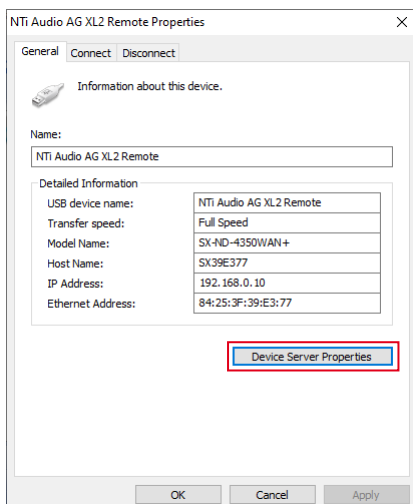 NTi Audio AG XL2 Remote Properties
General Connect Disconnect
Information about this device.
Name:
NTi Audio AG XL2 Remote
Detailed Information
USB device name: NTi Audio AG XL2 Remote
Transfer speed: Full Speed
Model Name: SX-ND-4350WAN+
Host Name: SX39E377
IP Address: 192.168.0.10
Ethernet Address: 84:25:3F:39:E3:77
Device Server Properties
OK Cancel Apply